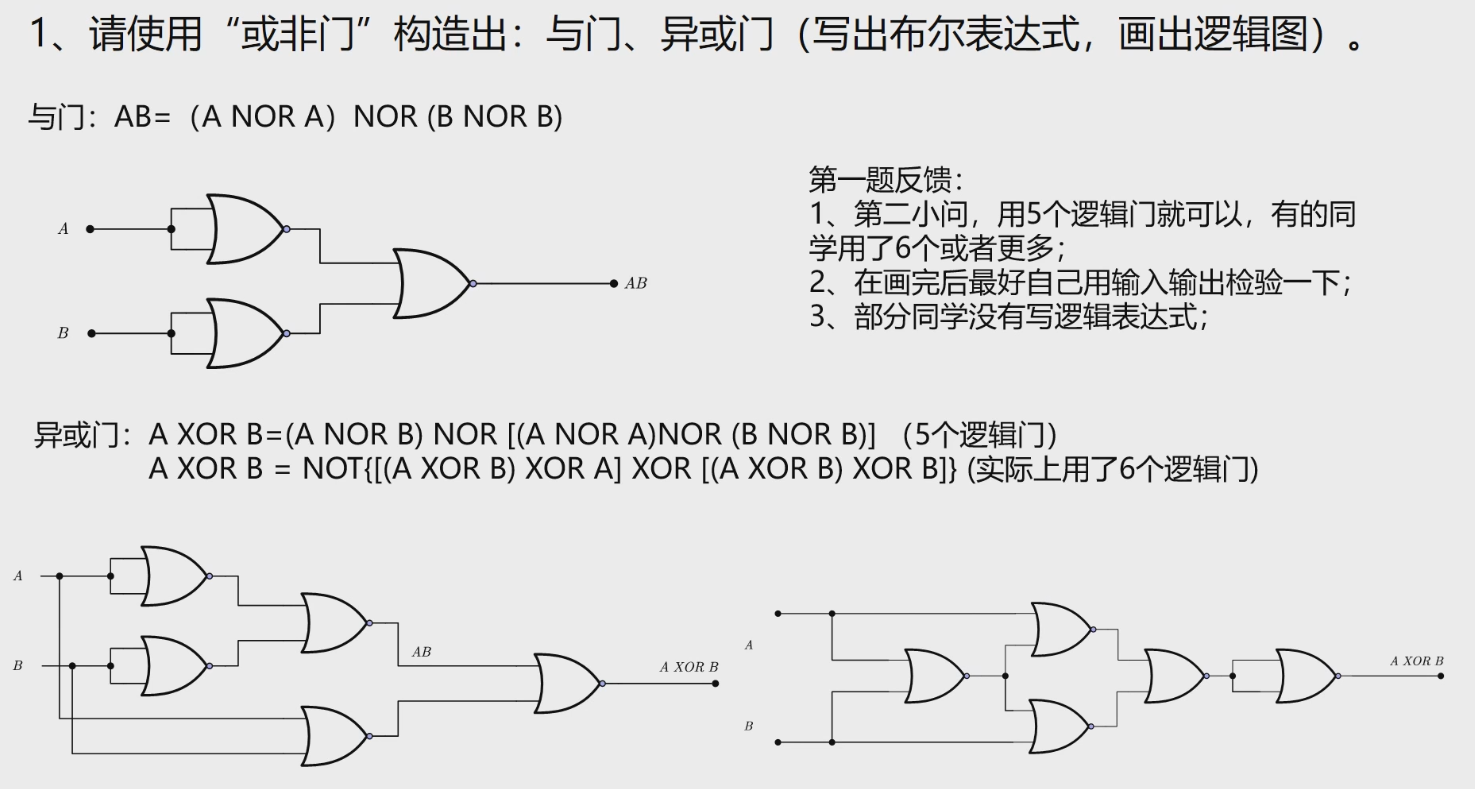 1、请使用“或非门”构造出：与门、异或门（写出布尔表达式，画出逻辑图）。
与门：AB=（A NOR A）NOR (B NOR B)
第一题反馈：
1、第二小问，用5个逻辑门就可以，有的同
学用了6个或者更多；
2、在画完后最好自己用输入输出检验一下；
3、部分同学没有写逻辑表达式；
A
AB
B
异或门：A XOR B=(A NOR B) NOR [(A NOR A)NOR (B NOR B)] （5个逻辑门）
A XOR B = NOT{[(A XOR B) XOR A] XOR [(A XOR B) XOR B]} (实际上用了6个逻辑门)
A
B
AB
A XOR B
A
B
A XOR B